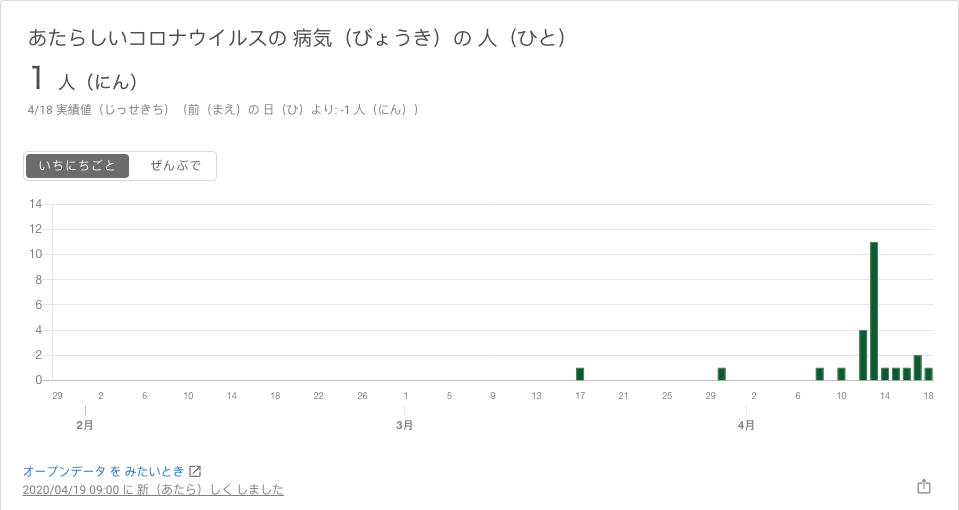 あたらしいコロナウイルスの 病気（びょうき）の 人（ひと）
1 人（にん）
4/18 実績値（じっせきち）（前（まえ）の 日（ひ）より: -1 人（にん））
いちにちごと ぜんぶで
14
12
10
8
6
4
2
0
29 2 6 10 14 18 22 26 1 5 9 13 17 21 25 29 2 6 10 14 18
2月 3月 4月
オープンデータ を みたいとき
2020/04/19 09:00 に 新（あたら）しく しました